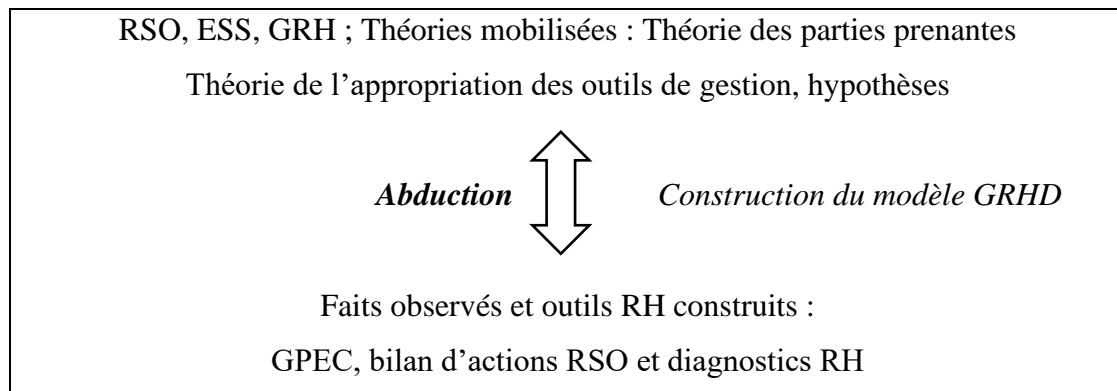 RSO, ESS, GRH ; Théories mobilisées : Théorie des parties prenantes
Théorie de l’appropriation des outils de gestion, hypothèses
Abduction
Construction du modèle GRHD
Faits observés et outils RH construits :
GPEC, bilan d’actions RSO et diagnostics RH